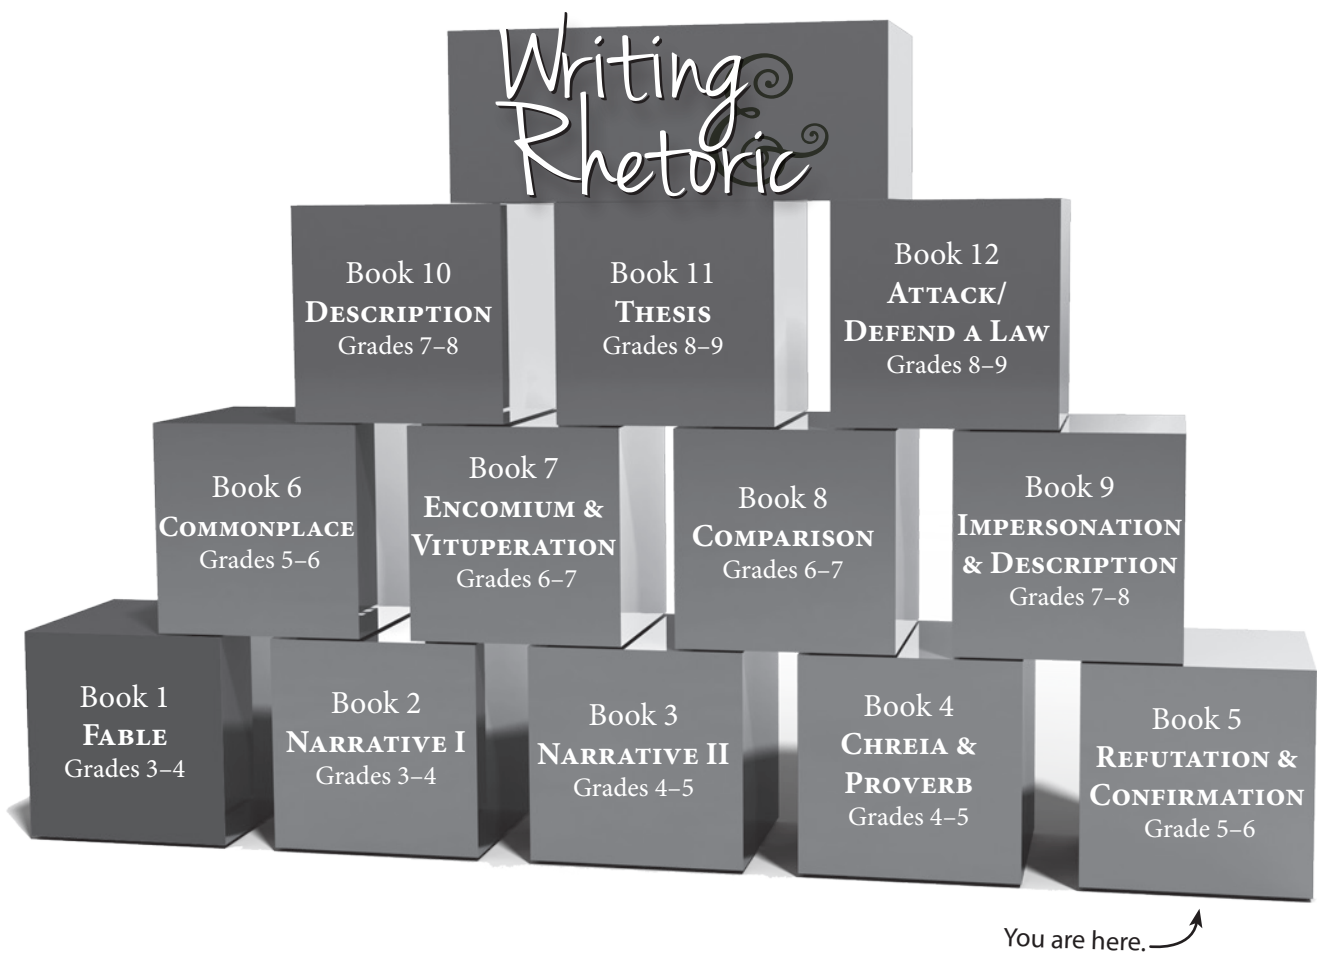 Writing
&
Rhetoric
Book 10
Description
Grades 7–8
Book 11
Thesis
Grades 8–9
Book 12
Attack/
Defend a Law
Grades 8–9
Book 6
Commonplace
Grades 5–6
Book 7
Encomium &
Vituperation
Grades 6–7
Book 8
Comparison
Grades 6–7
Book 9
Impersonation
& Description
Grades 7–8
Book 1
Fable
Grades 3–4
Book 2
Narrative I
Grades 3–4
Book 3
Narrative II
Grades 4–5
Book 4
Chreia &
Proverb
Grades 4–5
Book 5
Refutation &
Confirmation
Grade 5–6
You are here.